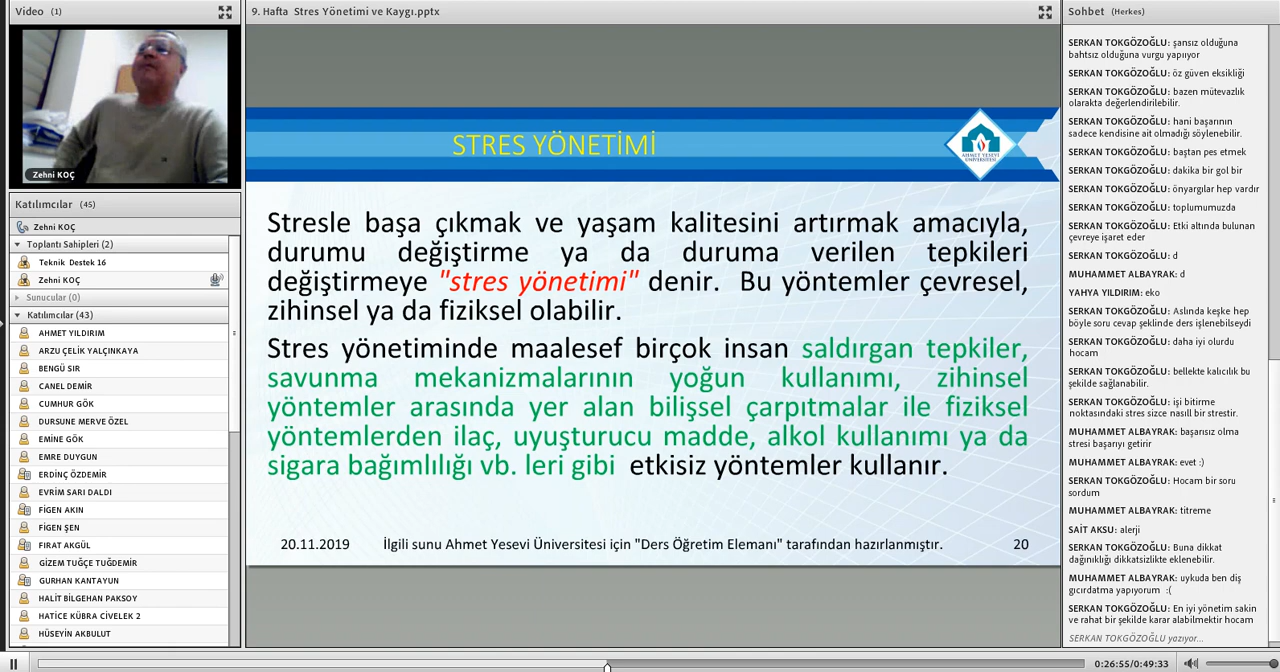 Video (1)
Zehni KOÇ
Katılımcılar (45)
Zehni KOÇ
Toplantı Sahipleri (2)
Teknik Destek 16
Zehni KOÇ
Sunucular (0)
Katılımcılar (43)
AHMET YILDIRIM
ARZU ÇELİK YALÇINKAYA
BENGÜ SIR
CANEL DEMİR
CUMHUR GÖK
DURSUNE MERVE ÖZEL
EMİNE GÖK
EMRE DUYGUN
ERDİNÇ ÖZDEMİR
EVRİM SARI DALDI
FİGEN AKIN
FİGEN ŞEN
FIRAT AKGÜL
GİZEM TUĞÇE TUĞDEMİR
GURHAN KANTAYUN
HALİT BİLGEHAN PAKSOY
HATİCE KÜBRA CİVELEK 2
HÜSEYİN AKBULUT
9. Hafta Stres Yönetimi ve Kaygı.pptx
STRES YÖNETİMİ
AHMET YESEVİ
ÜNİVERSİTESİ
Stresle başa çıkmak ve yaşam kalitesini artırmak amacıyla,
durumu değiştirme ya da duruma verilen tepkileri
değiştirmeye "stres yönetimi" denir. Bu yöntemler çevresel,
zihinsel ya da fiziksel olabilir.
Stres yönetiminde maalesef birçok insan saldırgan tepkiler,
savunma mekanizmalarının yoğun kullanımı, zihinsel
yöntemler arasında yer alan bilişsel çarpıtmalar ile fiziksel
yöntemlerden ilaç, uyuşturucu madde, alkol kullanımı ya da
sigara bağımlılığı vb. leri gibi etkisiz yöntemler kullanır.
20.11.2019
İlgili sunu Ahmet Yesevi Üniversitesi için "Ders Öğretim Elemanı" tarafından hazırlanmıştır.
20
Sohbet (Herkes)
SERKAN TOKGÖZOĞLU: şansız olduğuna
bahtsız olduğuna vurgu yapııyor
SERKAN TOKGÖZOĞLU: öz güven eksikliği
SERKAN TOKGÖZOĞLU: bazen mütevazlık
olarakta değerlendirilebilir.
SERKAN TOKGÖZOĞLU: hani başarının
sadece kendisine ait olmadığı söylenebilir.
SERKAN TOKGÖZOĞLU: baştan pes etmek
SERKAN TOKGÖZOĞLU: dakika bir gol bir
SERKAN TOKGÖZOĞLU: önyargılar hep vardır
SERKAN TOKGÖZOĞLU: toplumumuzda
SERKAN TOKGÖZOĞLU: Etki altında bulunan
çevreye işaret eder
SERKAN TOKGÖZOĞLU: d
MUHAMMET ALBAYRAK: d
YAHYA YILDIRIM: eko
SERKAN TOKGÖZOĞLU: Aslında keşke hep
böyle soru cevap şeklinde ders işlenebilseydi
SERKAN TOKGÖZOĞLU: daha iyi olurdu
hocam
SERKAN TOKGÖZOĞLU: bellekte kalıcılık bu
şekilde sağlanabilir.
SERKAN TOKGÖZOĞLU: işi bitirme
noktasındaki stres sizce nasıll bir strestir.
MUHAMMET ALBAYRAK: başarısız olma
stresi başarıyı getirir
MUHAMMET ALBAYRAK: evet :)
SERKAN TOKGÖZOĞLU: Hocam bir soru
sordum
MUHAMMET ALBAYRAK: titreme
SAİT AKSU: alerji
SERKAN TOKGÖZOĞLU: Buna dikkat
dağınıklığı dikkatsizlikte eklenebilir.
MUHAMMET ALBAYRAK: uykuda ben diş
gıcırdatma yapıyorum :(
SERKAN TOKGÖZOĞLU: En iyi yönetim sakin
ve rahat bir şekilde karar alabilmektir hocam
SERKAN TOKGÖZOĞLU yazıyor...
0:26:55/0:49:33